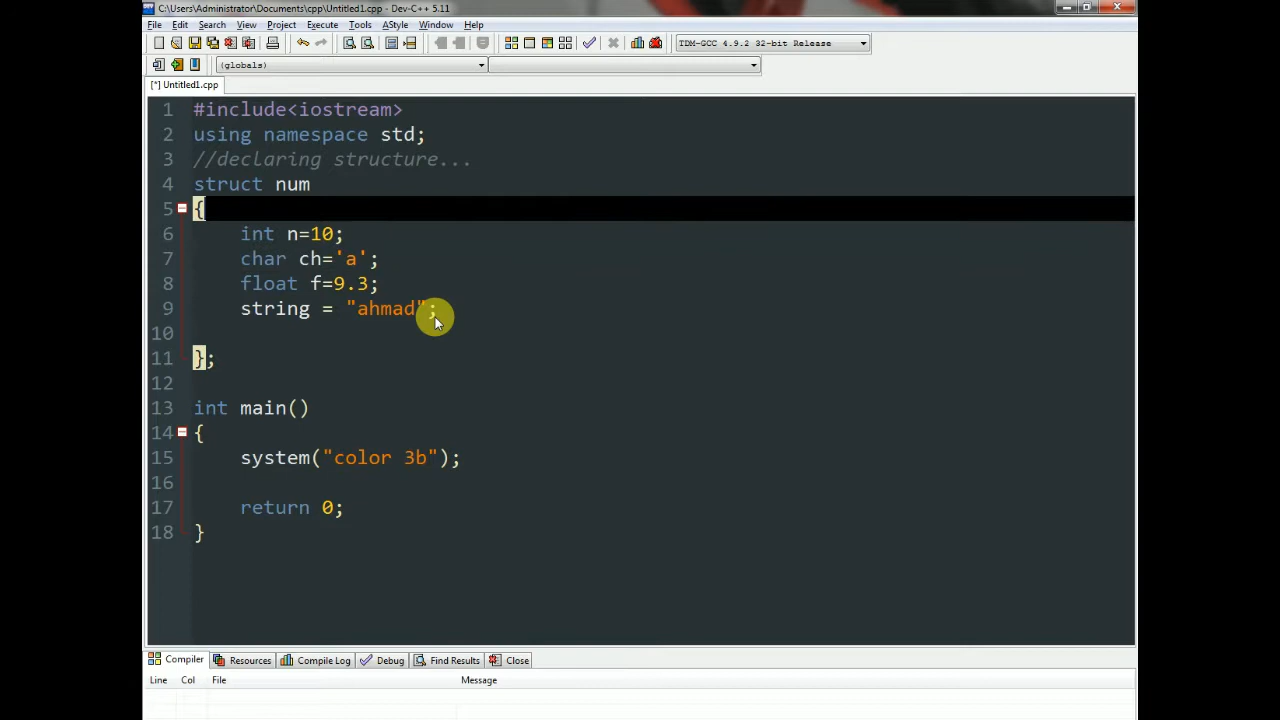 C:\Users\Administrator\Documents\cpp\Untitled1.cpp - Dev-C++ 5.11
File Edit Search View Project Execute Tools AStyle Window Help
TDM-GCC 4.9.2 32-bit Release
(globals)
[*] Untitled1.cpp
1 #include<iostream>
2 using namespace std;
3 //declaring structure...
4 struct num
5 {
6 int n=10;
7 char ch='a';
8 float f=9.3;
9 string = "ahmad";
10
11 };
12
13 int main()
14 {
15 system("color 3b");
16
17 return 0;
18 }
Compiler Resources Compile Log Debug Find Results Close
Line Col File Message